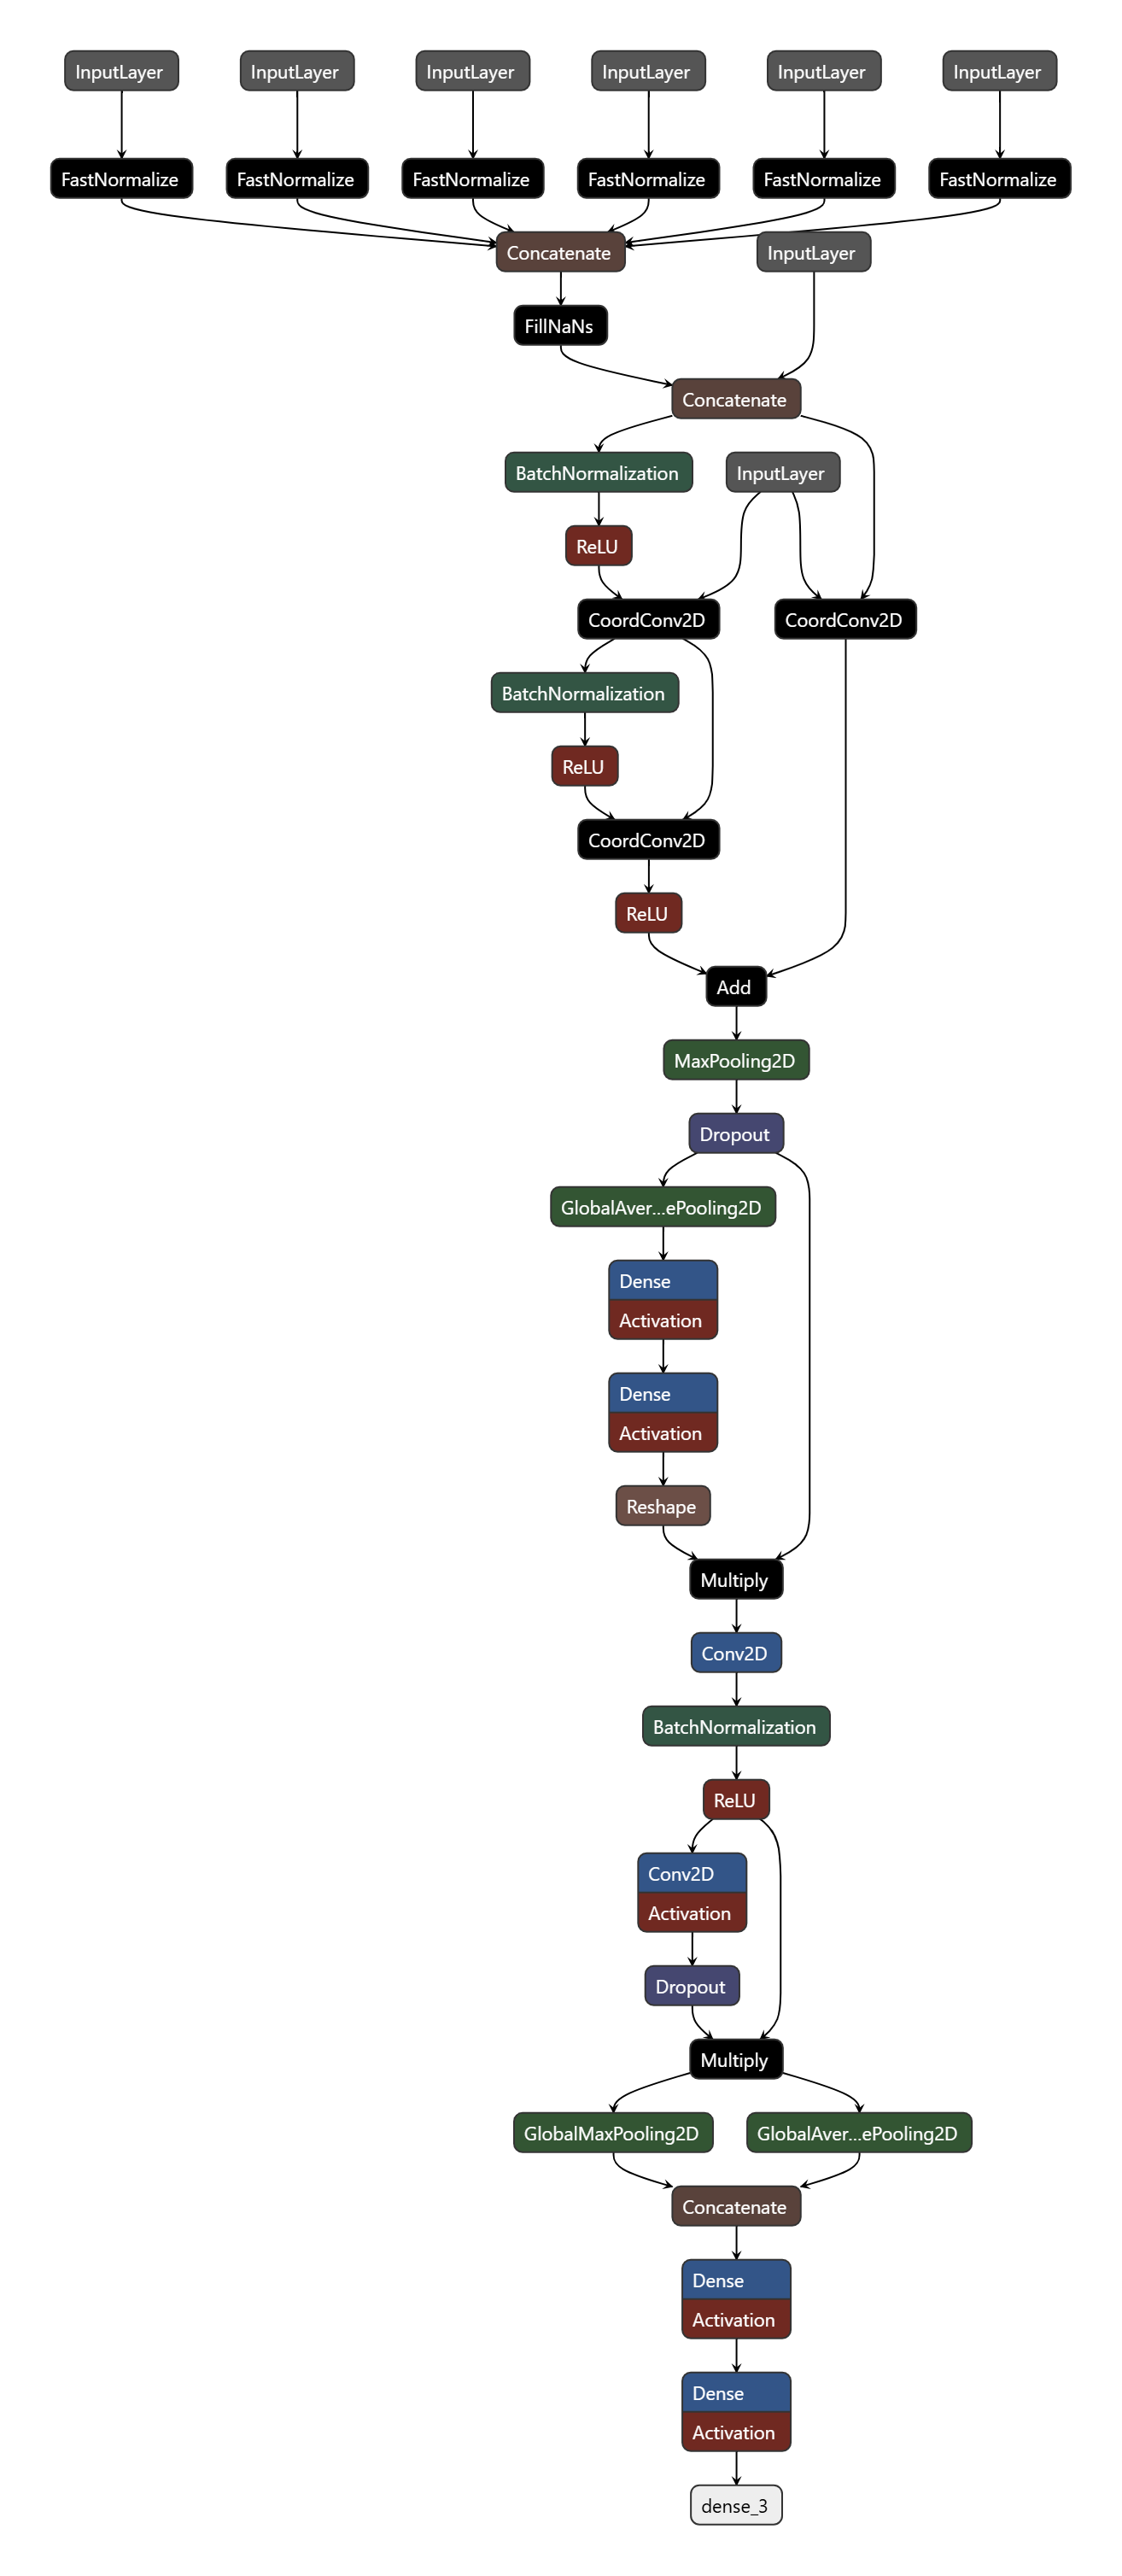 InputLayer
InputLayer
InputLayer
InputLayer
InputLayer
InputLayer
FastNormalize
FastNormalize
FastNormalize
FastNormalize
FastNormalize
FastNormalize
Concatenate
InputLayer
FillNaNs
Concatenate
BatchNormalization
InputLayer
ReLU
CoordConv2D
CoordConv2D
BatchNormalization
ReLU
CoordConv2D
ReLU
Add
MaxPooling2D
Dropout
GlobalAver...ePooling2D
Dense
Activation
Dense
Activation
Reshape
Multiply
Conv2D
BatchNormalization
ReLU
Conv2D
Activation
Dropout
Multiply
GlobalMaxPooling2D
GlobalAver...ePooling2D
Concatenate
Dense
Activation
Dense
Activation
dense_3